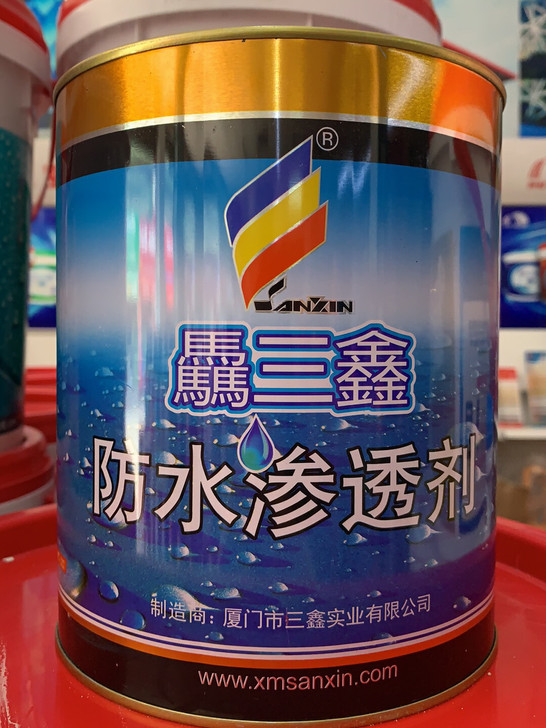 ®
SANXIN
驫三鑫
防水渗透剂
制造商：厦门市三鑫实业有限公司
www.xmsanxin.com